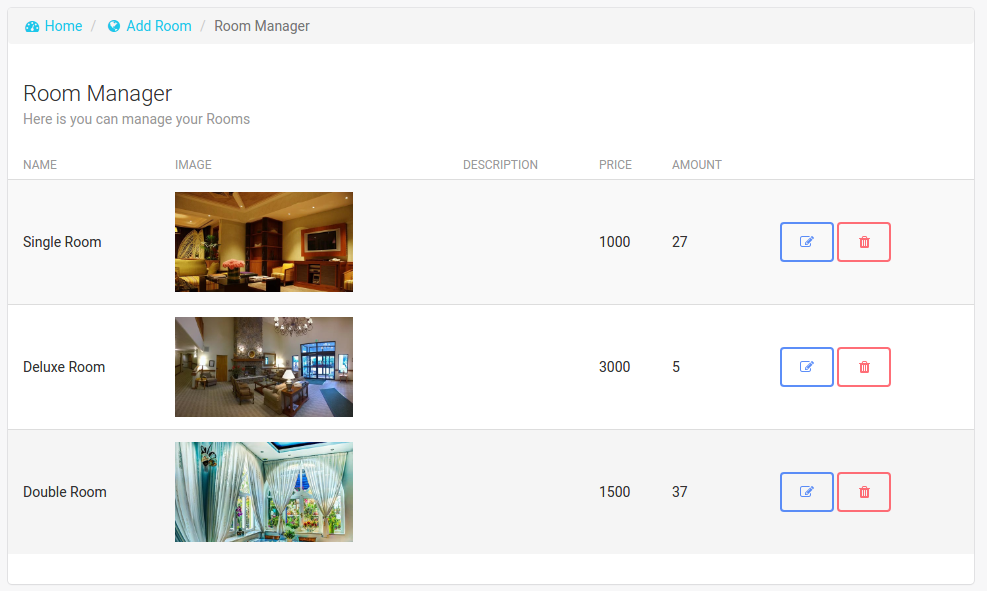 Home / Add Room / Room Manager
Room Manager
Here is you can manage your Rooms
NAME IMAGE DESCRIPTION PRICE AMOUNT
Single Room 1000 27
Deluxe Room 3000 5
Double Room 1500 37